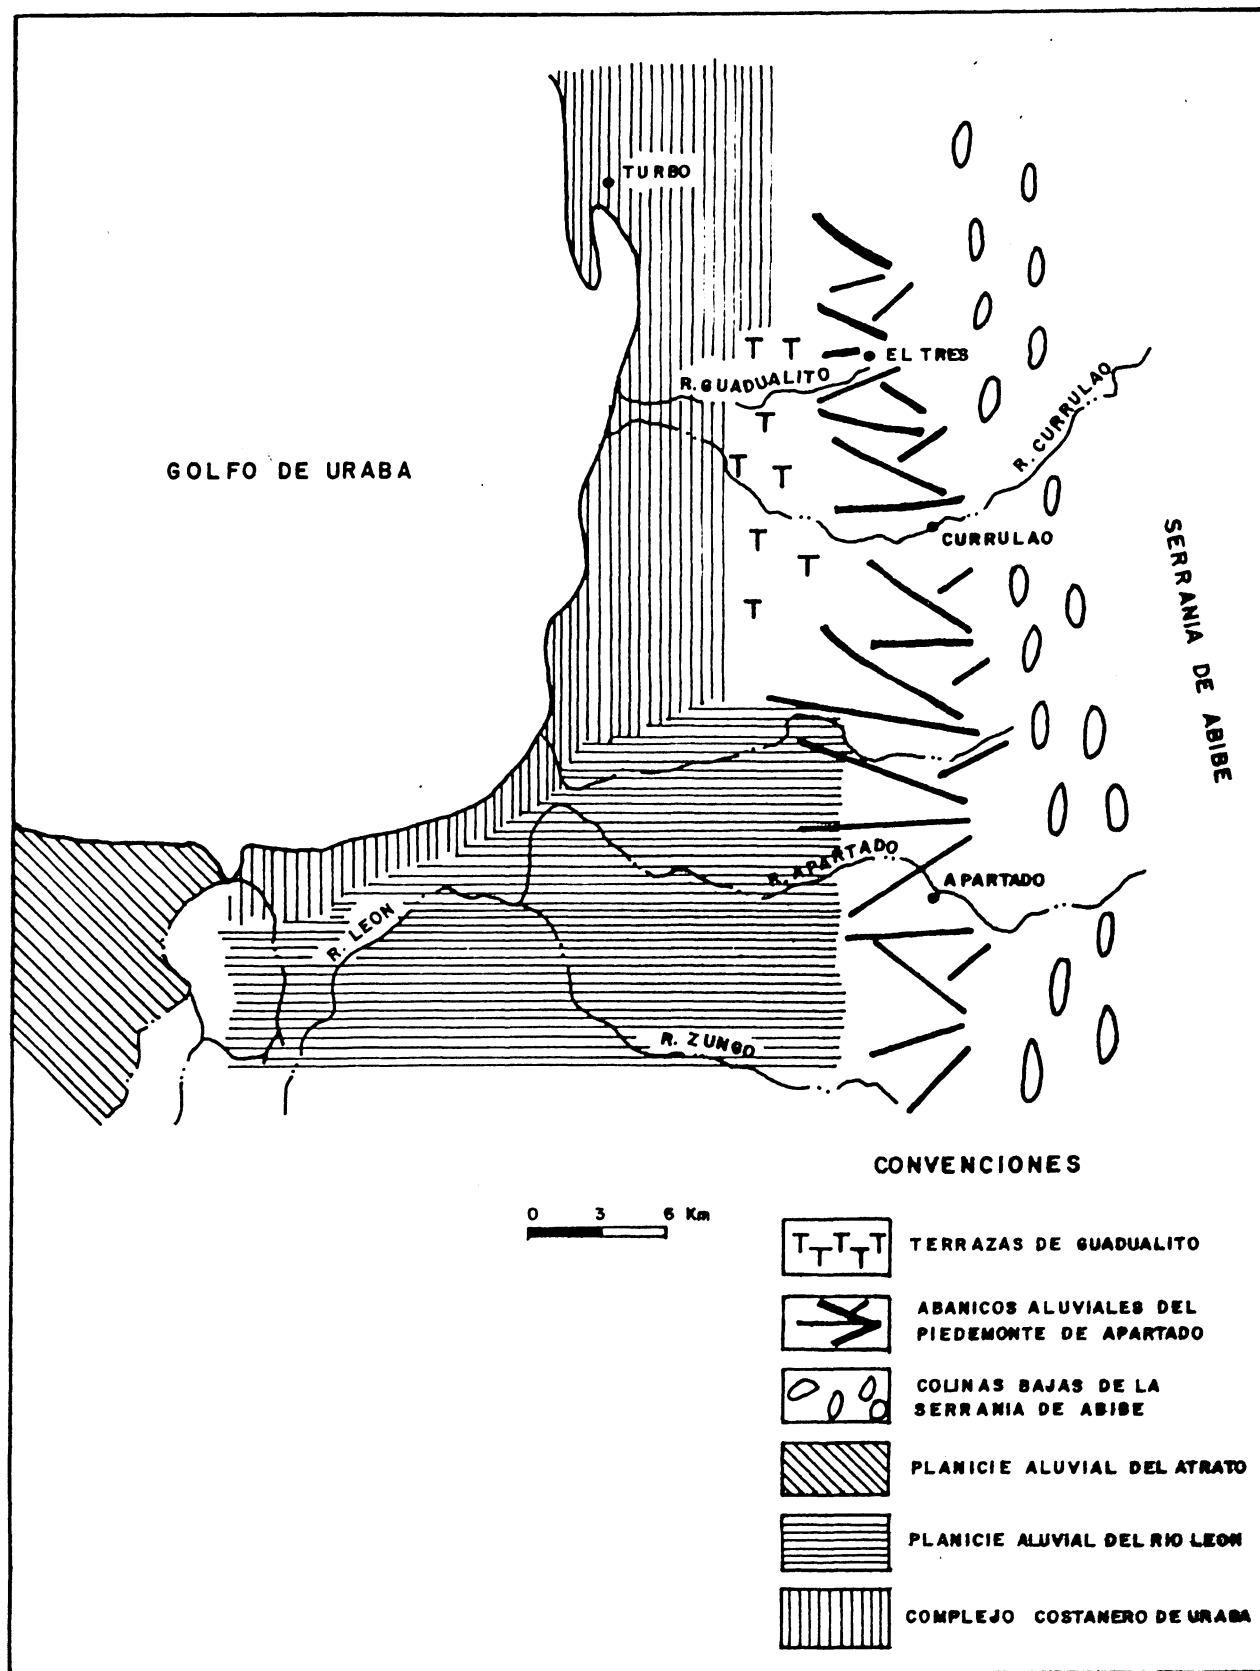 TURBO
EL TRES
R. GUADUALITO
R. CURRULAO
GOLFO DE URABA
CURRULAO
SERRANIA DE ABIBE
R. APARTADO
APARTADO
R. LEON
R. ZUNGO
CONVENCIONES
0 3 6 Km
T T T T T TERRAZAS DE GUADUALITO
ABANICOS ALUVIALES DEL
PIEDEMONTE DE APARTADO
COLINAS BAJAS DE LA
SERRANIA DE ABIBE
PLANICIE ALUVIAL DEL ATRATO
PLANICIE ALUVIAL DEL RIO LEON
COMPLEJO COSTANERO DE URABA